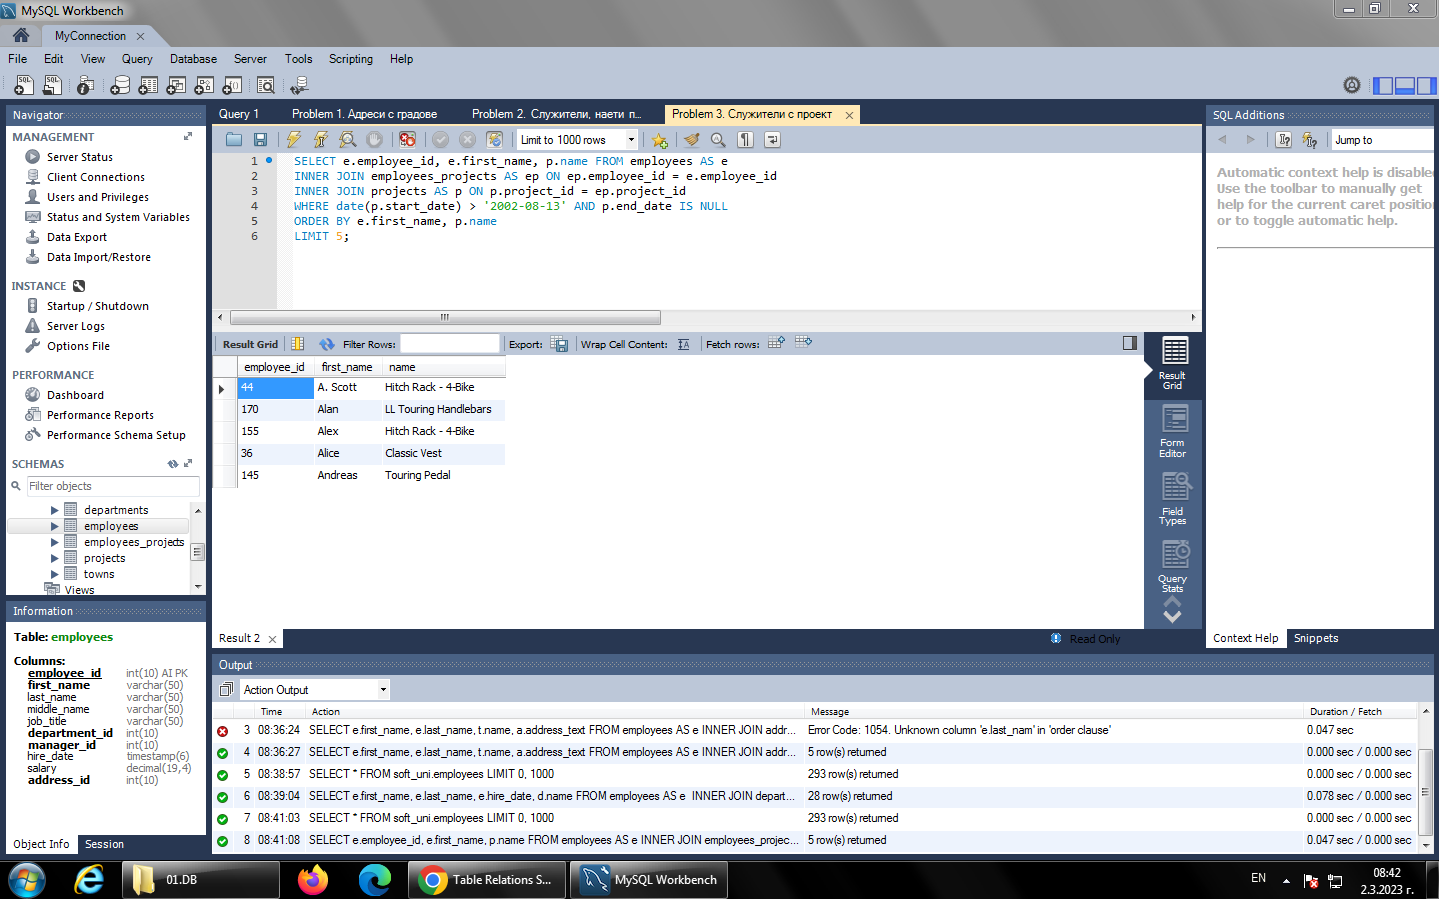 MySQL Workbench
MyConnection
File Edit View Query Database Server Tools Scripting Help
Navigator
MANAGEMENT
Server Status
Client Connections
Users and Privileges
Status and System Variables
Data Export
Data Import/Restore
INSTANCE
Startup / Shutdown
Server Logs
Options File
PERFORMANCE
Dashboard
Performance Reports
Performance Schema Setup
SCHEMAS
Filter objects
departments
employees
employees_projects
projects
towns
Views
Information
Table: employees
Columns:
employee_id int(10) AI PK
first_name varchar(50)
last_name varchar(50)
middle_name varchar(50)
job_title varchar(50)
department_id int(10)
manager_id int(10)
hire_date timestamp(6)
salary decimal(19,4)
address_id int(10)
Object Info Session
Query 1 Problem 1. Адреси с градове Problem 2. Служители, наети п... Problem 3. Служители с проект
Limit to 1000 rows
1 SELECT e.employee_id, e.first_name, p.name FROM employees AS e
2 INNER JOIN employees_projects AS ep ON ep.employee_id = e.employee_id
3 INNER JOIN projects AS p ON p.project_id = ep.project_id
4 WHERE date(p.start_date) > '2002-08-13' AND p.end_date IS NULL
5 ORDER BY e.first_name, p.name
6 LIMIT 5;
Result Grid Filter Rows: Export: Wrap Cell Content: IA Fetch rows:
employee_id first_name name
44 A. Scott Hitch Rack - 4-Bike
170 Alan LL Touring Handlebars
155 Alex Hitch Rack - 4-Bike
36 Alice Classic Vest
145 Andreas Touring Pedal
Result
Grid
Form
Editor
Field
Types
Query
Stats
Result 2
Read Only
SQL Additions
Jump to
Automatic context help is disabled
Use the toolbar to manually get
help for the current caret position
or to toggle automatic help.
Context Help Snippets
Output
Action Output
Time Action Message Duration / Fetch
3 08:36:24 SELECT e.first_name, e.last_name, t.name, a.address_text FROM employees AS e INNER JOIN addr... Error Code: 1054. Unknown column 'e.last_nam' in 'order clause' 0.047 sec
4 08:36:27 SELECT e.first_name, e.last_name, t.name, a.address_text FROM employees AS e INNER JOIN addr... 5 row(s) returned 0.000 sec / 0.000 sec
5 08:38:57 SELECT * FROM soft_uni.employees LIMIT 0, 1000 293 row(s) returned 0.000 sec / 0.000 sec
6 08:39:04 SELECT e.first_name, e.last_name, e.hire_date, d.name FROM employees AS e INNER JOIN depart... 28 row(s) returned 0.078 sec / 0.000 sec
7 08:41:03 SELECT * FROM soft_uni.employees LIMIT 0, 1000 293 row(s) returned 0.000 sec / 0.000 sec
8 08:41:08 SELECT e.employee_id, e.first_name, p.name FROM employees AS e INNER JOIN employees_projec... 5 row(s) returned 0.047 sec / 0.000 sec
01.DB
Table Relations S...
MySQL Workbench
EN
08:42
2.3.2023 г.